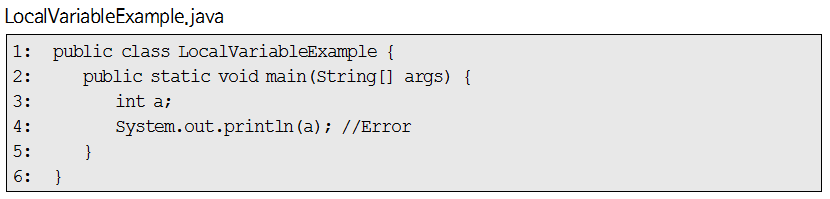 LocalVariableExample.java
1: public class LocalVariableExample {
2: public static void main(String[] args) {
3: int a;
4: System.out.println(a); //Error
5: }
6: }